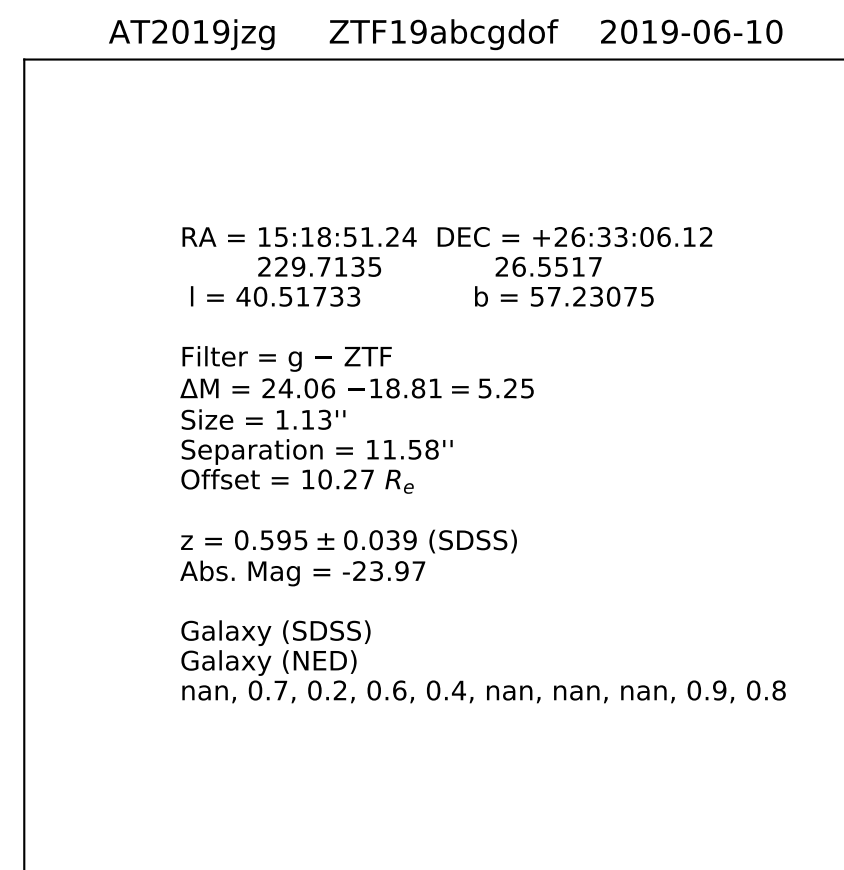 AT2019jzg ZTF19abcgdof 2019-06-10
RA = 15:18:51.24 DEC = +26:33:06.12
229.7135 26.5517
l = 40.51733 b = 57.23075
Filter = g − ZTF
ΔM = 24.06 −18.81 = 5.25
Size = 1.13''
Separation = 11.58''
Offset = 10.27 Rₑ
z = 0.595 ± 0.039 (SDSS)
Abs. Mag = -23.97
Galaxy (SDSS)
Galaxy (NED)
nan, 0.7, 0.2, 0.6, 0.4, nan, nan, nan, 0.9, 0.8